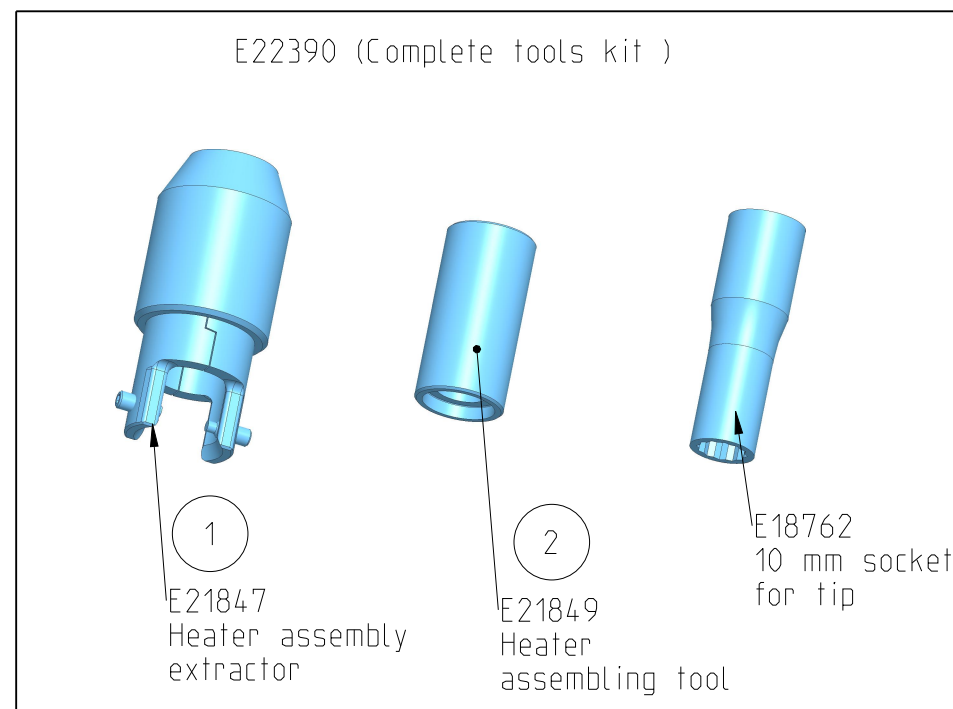 E22390 (Complete tools kit )
1
E21847
Heater assembly
extractor
2
E21849
Heater
assembling tool
E18762
10 mm socket
for tip